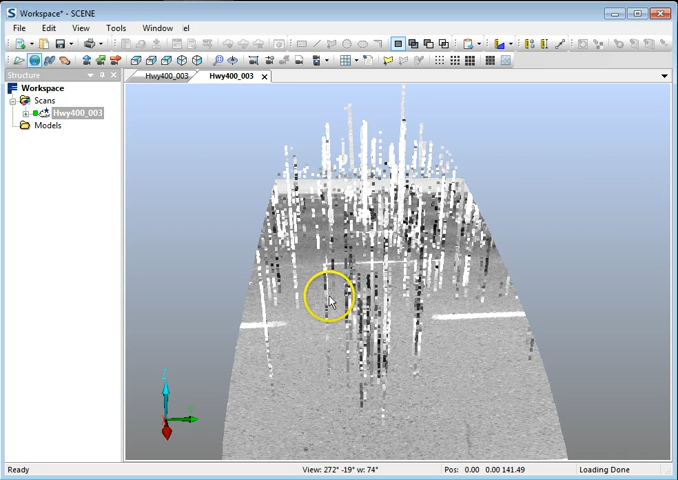 S Workspace* - SCENE
File Edit View Tools Window el
Structure
Hwy400_003 Hwy400_003
Workspace
Scans
Hwy400_003
Models
Ready View: 272° -19° w: 74° Pos: 0.00 0.00 141.49 Loading Done